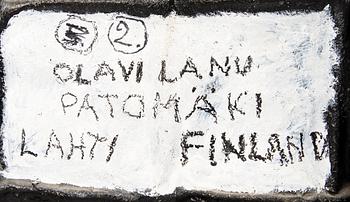 2.
OLAVI LANU
PATOMÄKI
LAHTI FINLAND